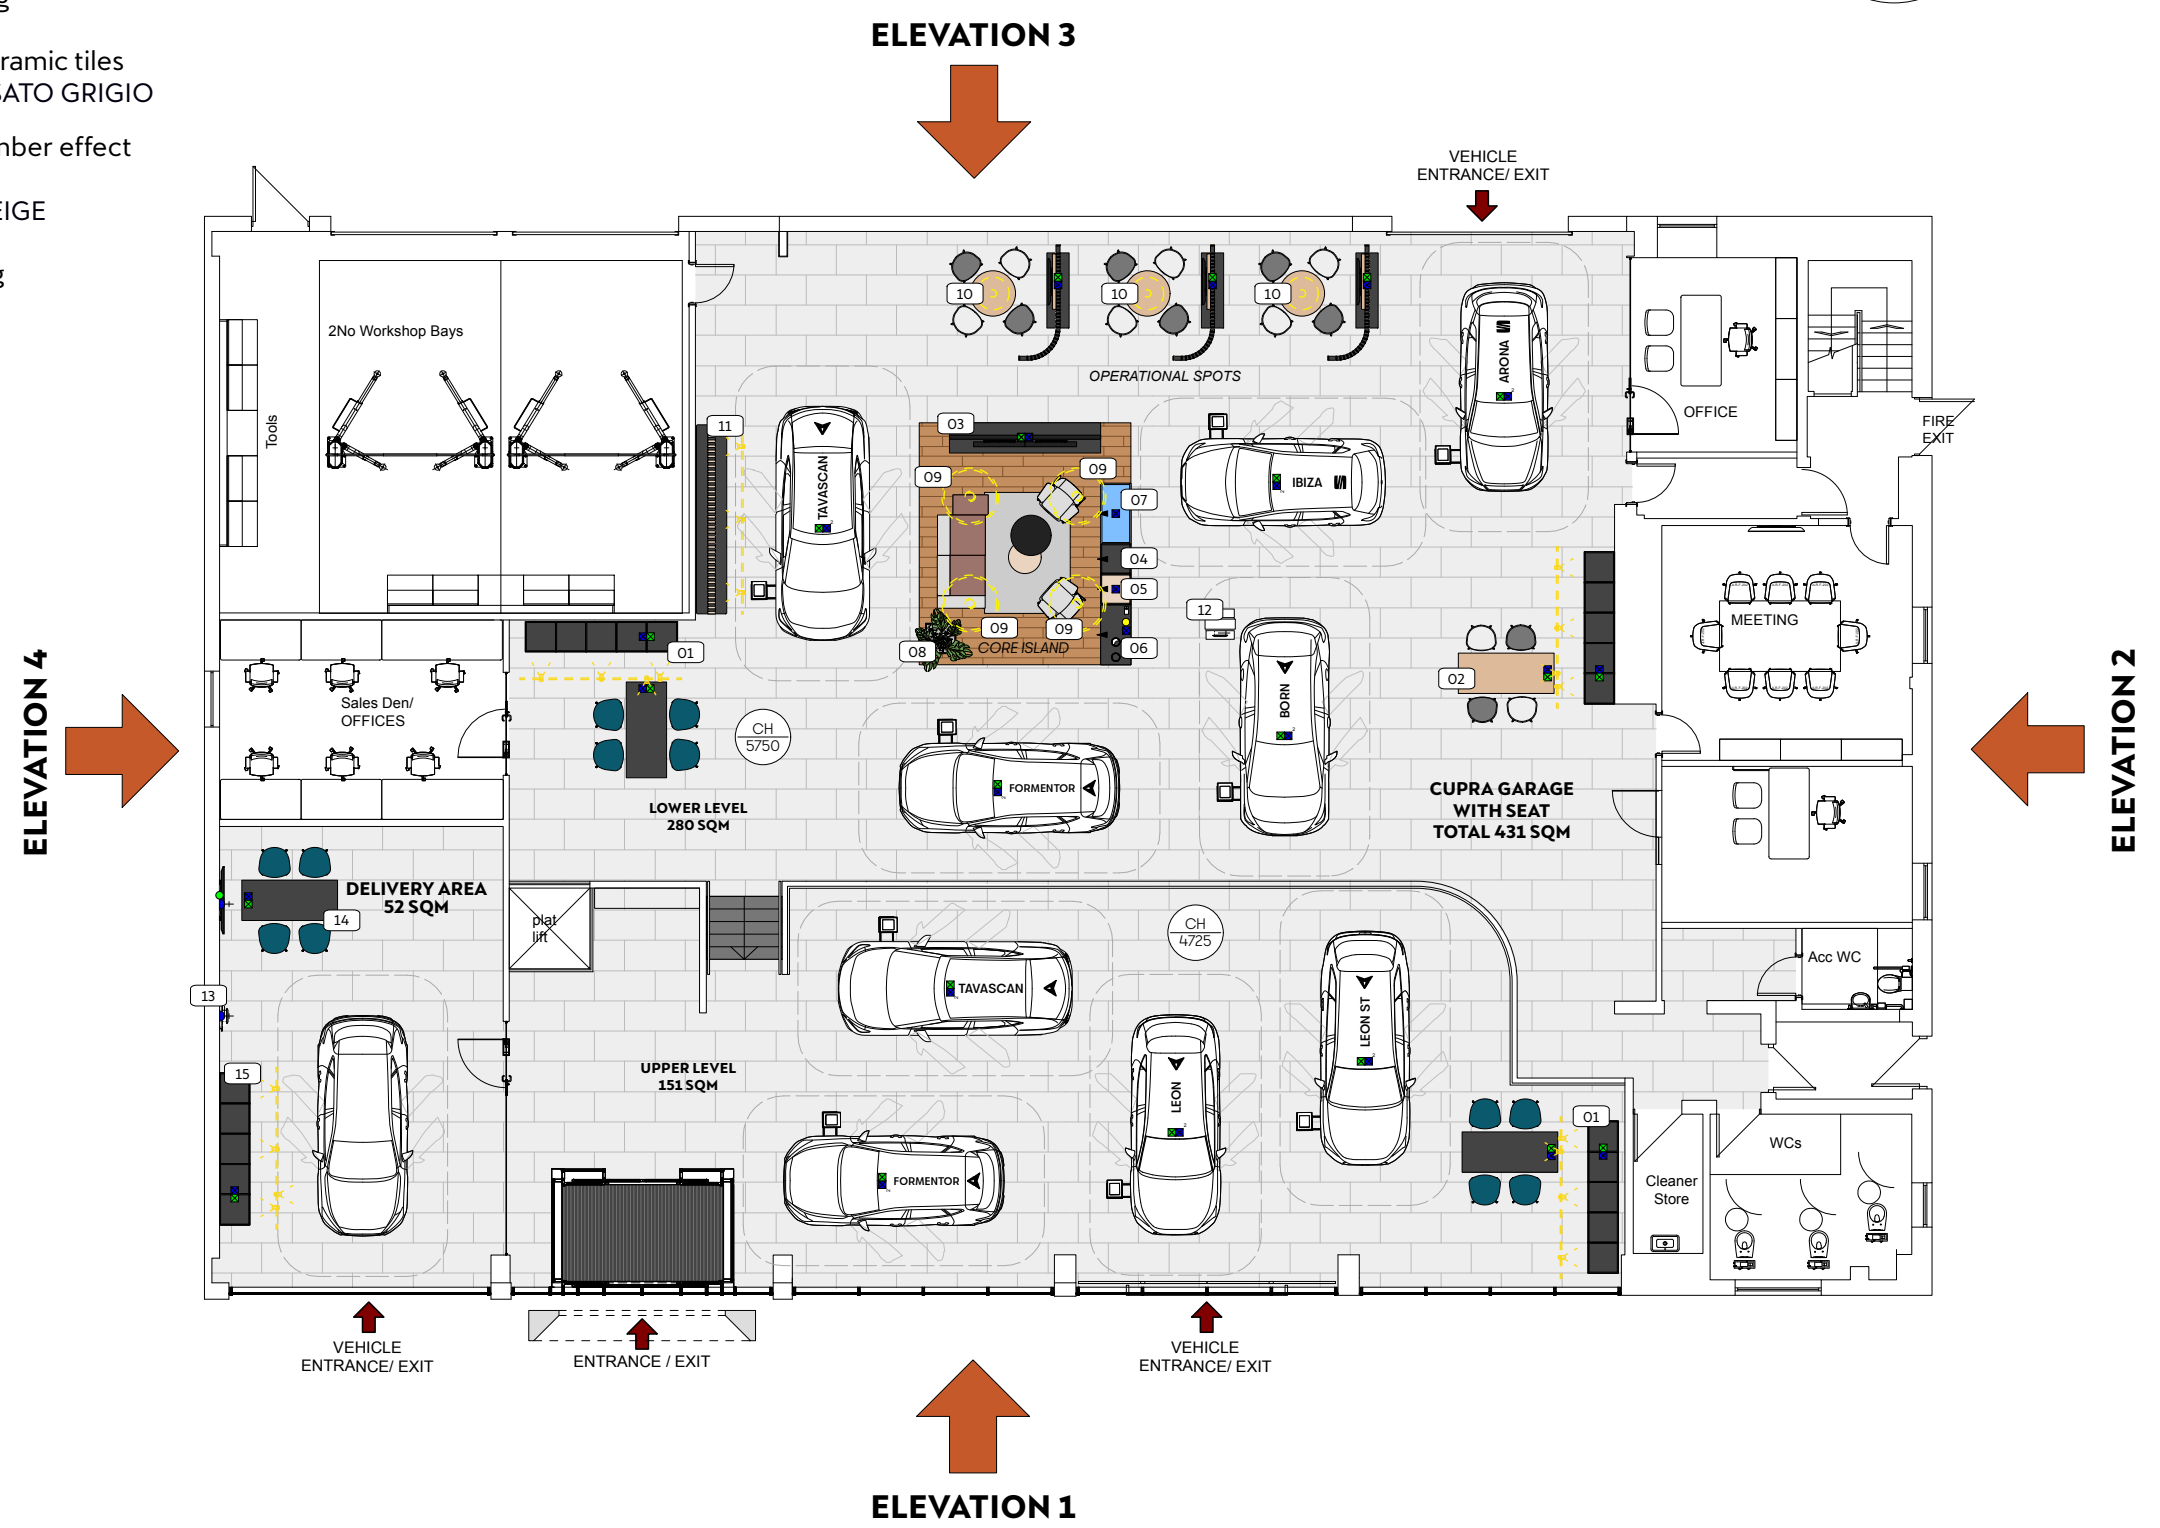 g
ramic tiles
SATO GRIGIO
nber effect
EIGE
g
ELEVATION 3
VEHICLE
ENTRANCE/ EXIT
2No Workshop Bays
Tools
10
10
10
OPERATIONAL SPOTS
ARONA
OFFICE
FIRE
EXIT
11
TAVASCAN
03
09
09
07
04
05
06
09
09
08
CORE ISLAND
IBIZA
12
BORN
02
MEETING
01
Sales Den/
OFFICES
CH
5750
LOWER LEVEL
280 SQM
FORMENTOR
CUPRA GARAGE
WITH SEAT
TOTAL 431 SQM
ELEVATION 4
ELEVATION 2
DELIVERY AREA
52 SQM
14
plat
lift
CH
4725
TAVASCAN
LEON ST
Acc WC
13
15
UPPER LEVEL
151 SQM
LEON
FORMENTOR
01
WCs
Cleaner
Store
VEHICLE
ENTRANCE/ EXIT
ENTRANCE / EXIT
VEHICLE
ENTRANCE/ EXIT
ELEVATION 1